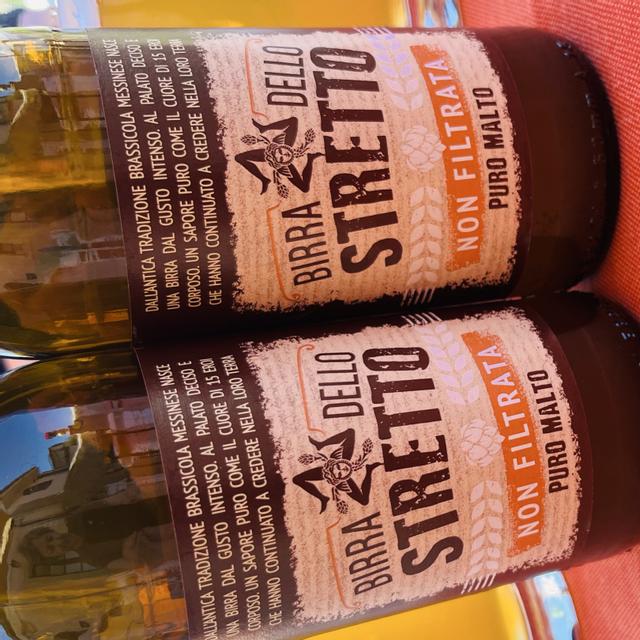 DALL'ANTICA TRADIZIONE BRASSICOLA MESSINESE NASCE
UNA BIRRA DAL GUSTO INTENSO. AL PALATO DECISO E
CORPOSO. UN SAPORE PURO COME IL CUORE DI 15 EROI
CHE HANNO CONTINUATO A CREDERE NELLA LORO TERRA
BIRRA DELLO
STRETTO
NON FILTRATA
PURO MALTO
DALL'ANTICA TRADIZIONE BRASSICOLA MESSINESE NASCE
UNA BIRRA DAL GUSTO INTENSO. AL PALATO DECISO E
CORPOSO. UN SAPORE PURO COME IL CUORE DI 15 EROI
CHE HANNO CONTINUATO A CREDERE NELLA LORO TERRA
BIRRA DELLO
STRETTO
NON FILTRATA
PURO MALTO